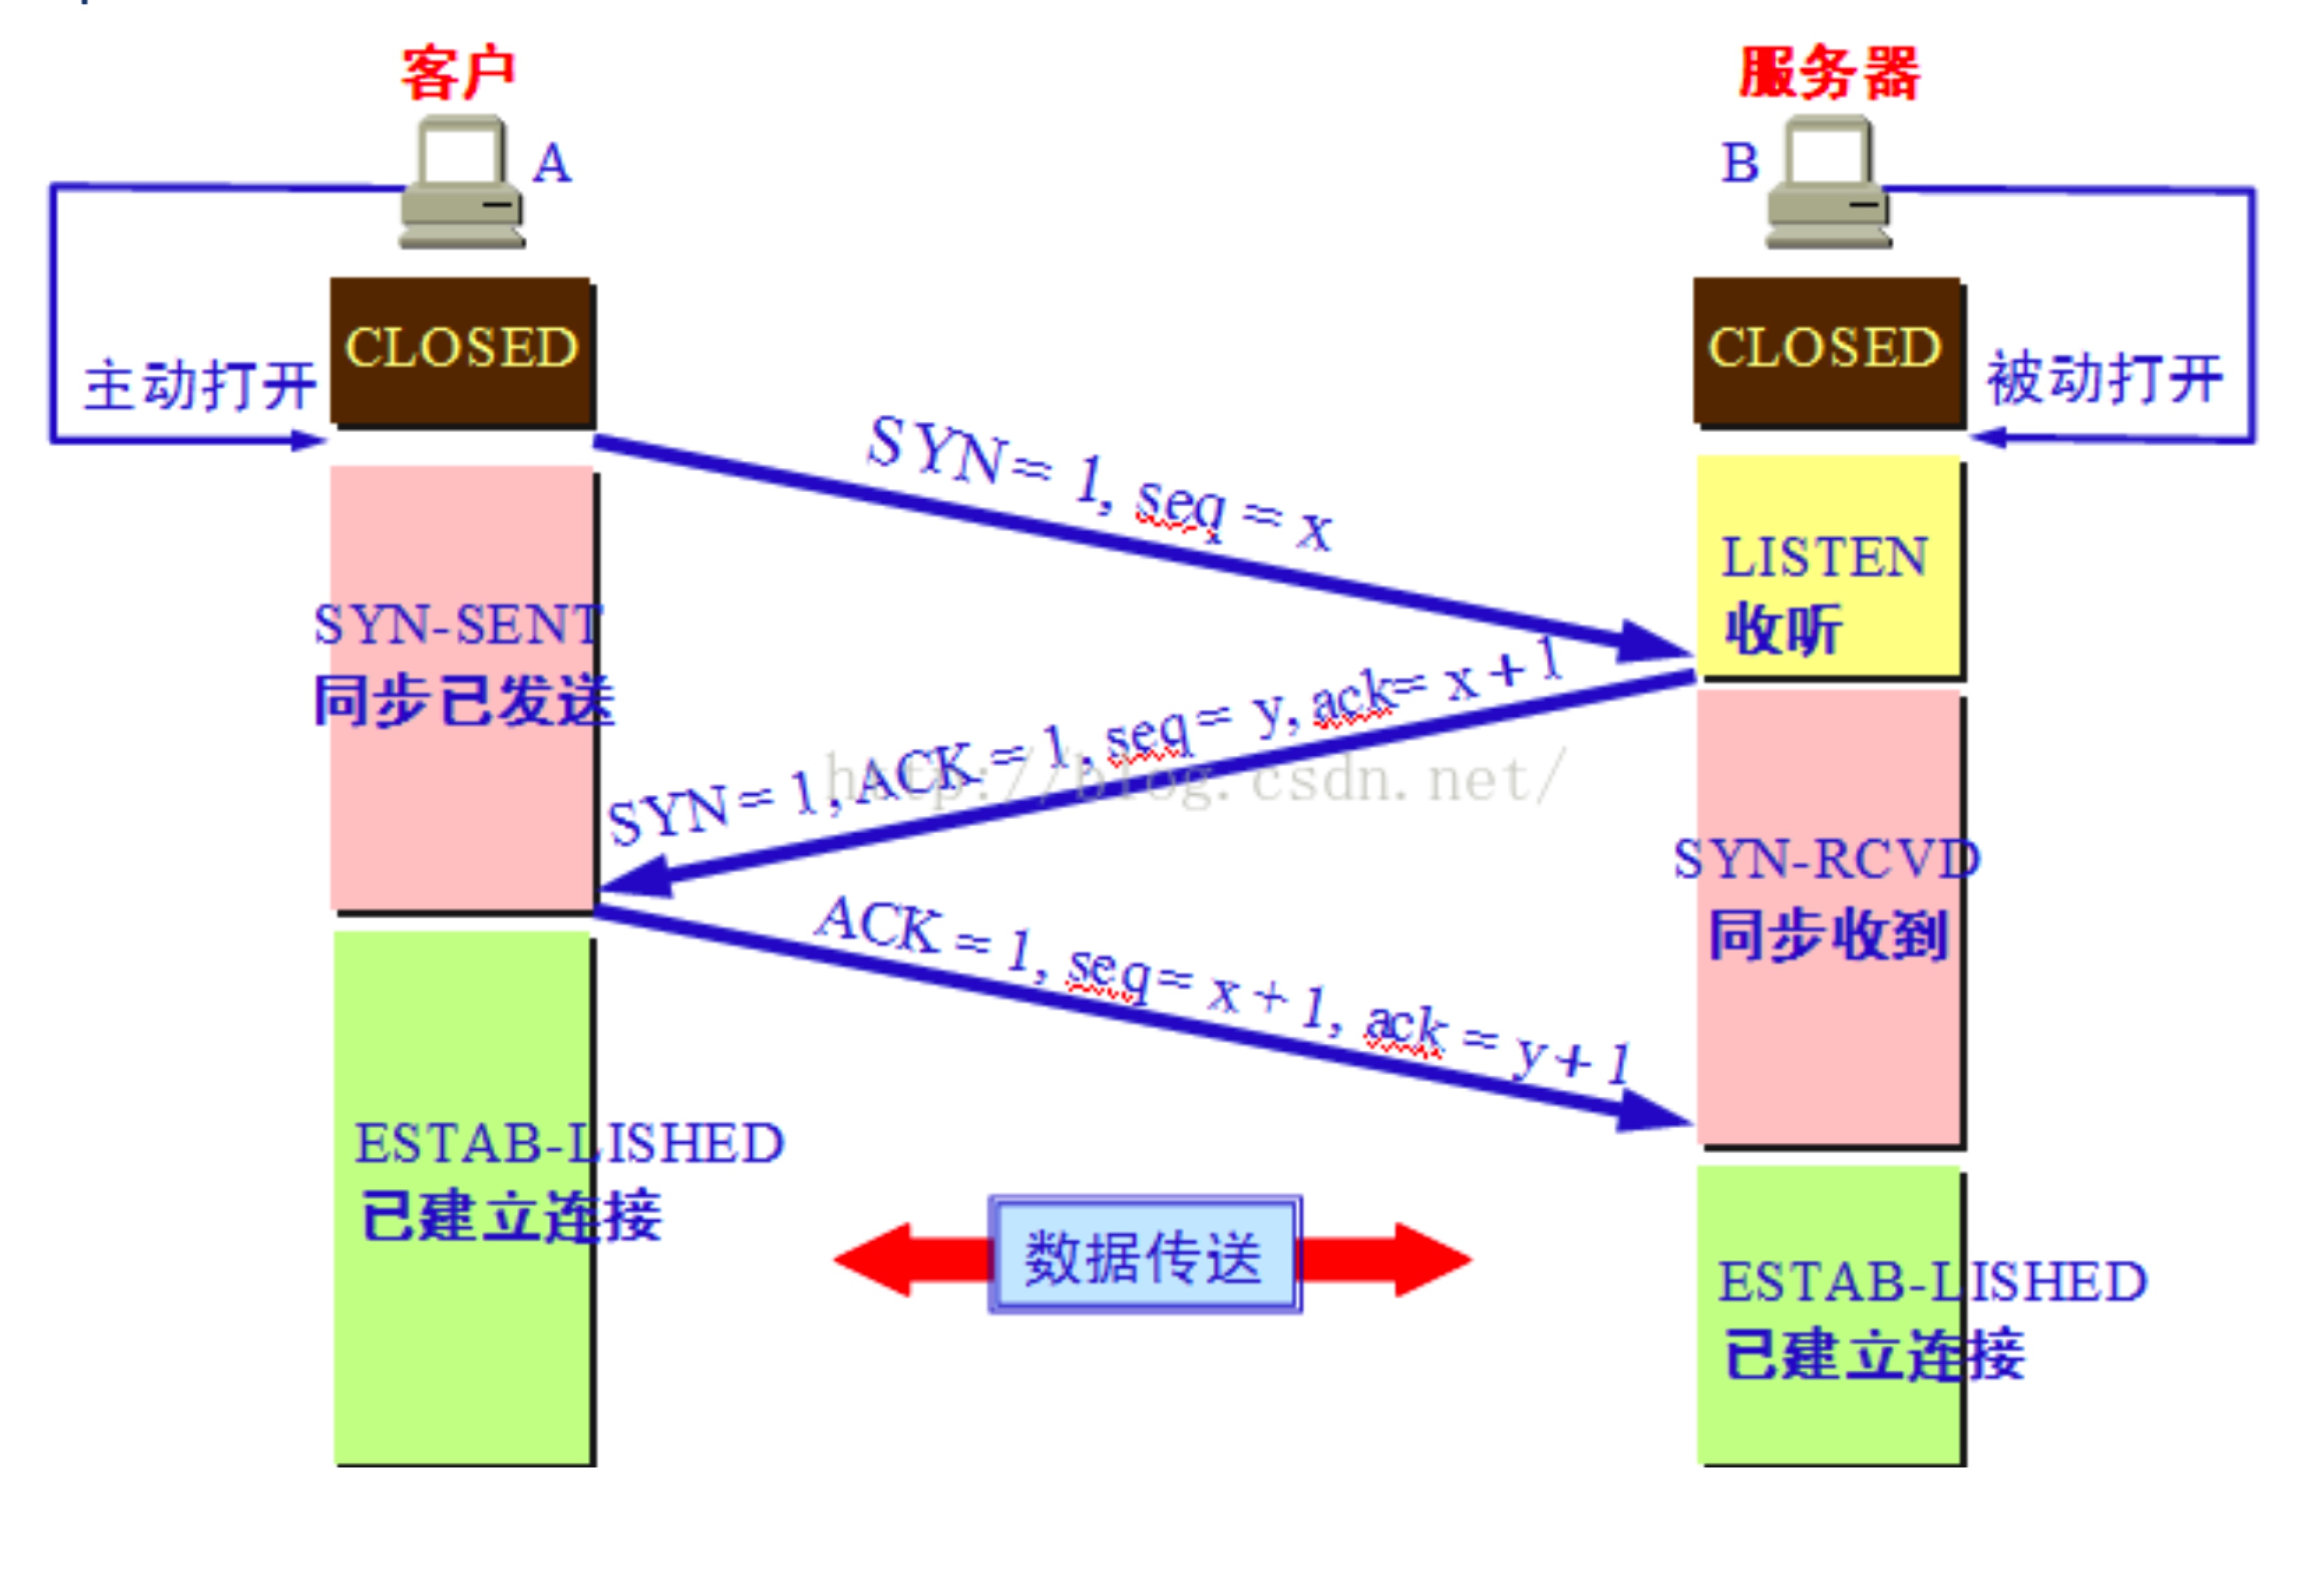 客户
服务器
A
B
CLOSED
CLOSED
主动打开
被动打开
SYN = 1, seq = x
LISTEN
收听
SYN-SENT
同步已发送
SYN = 1, ACK = 1, seq = y, ack= x + 1
http://blog.csdn.net/
SYN-RCVD
同步收到
ACK = 1, seq = x + 1, ack = y + 1
ESTAB-LISHED
已建立连接
数据传送
ESTAB-LISHED
已建立连接